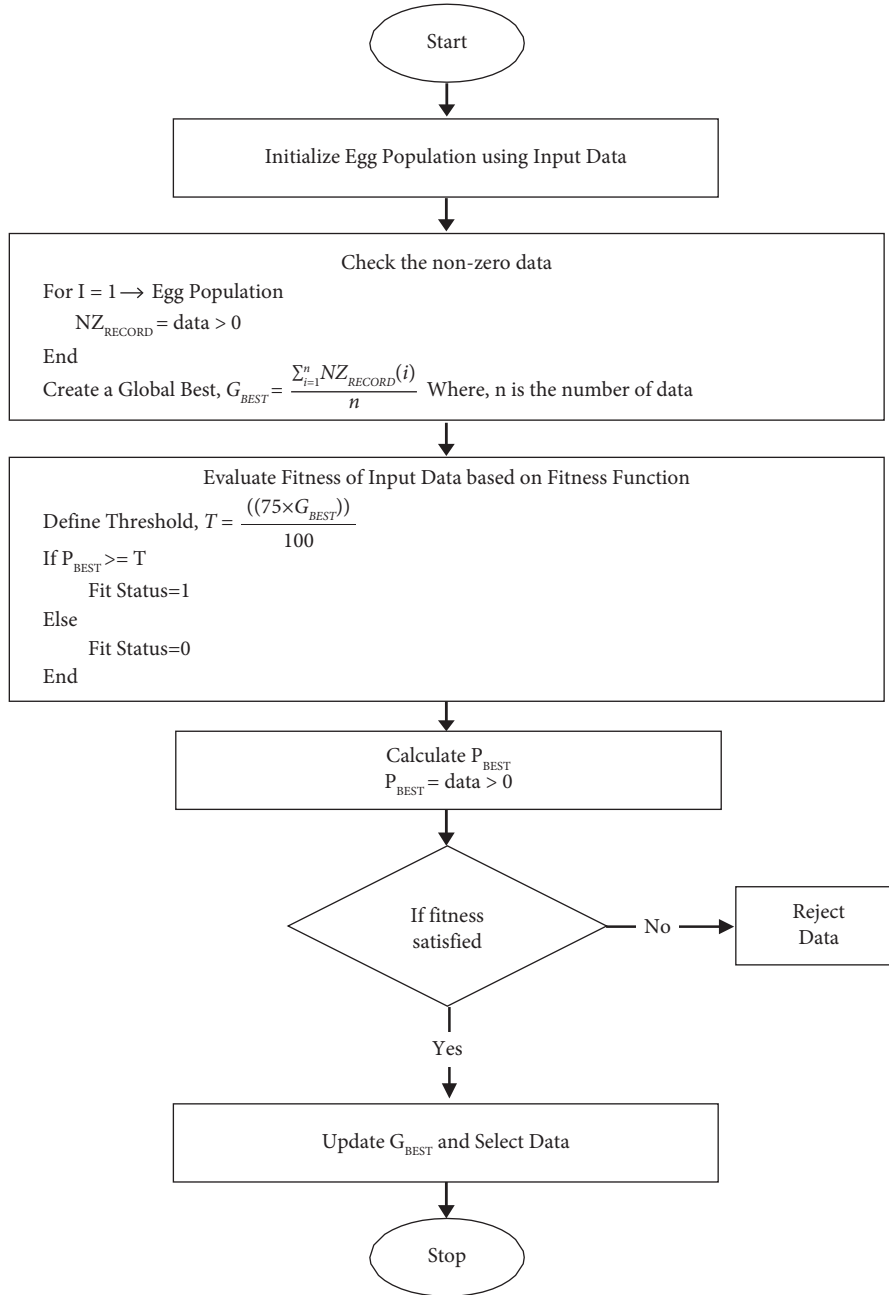 Start
Initialize Egg Population using Input Data
Check the non-zero data
For I = 1 → Egg Population
NZ_RECORD = data > 0
End
Create a Global Best, G_BEST = ∑_{i=1}^{n} NZ_RECORD(i) / n Where, n is the number of data
Evaluate Fitness of Input Data based on Fitness Function
Define Threshold, T = ((75×G_BEST)) / 100
If P_BEST >= T
Fit Status=1
Else
Fit Status=0
End
Calculate P_BEST
P_BEST = data > 0
If fitness
satisfied
No
Reject
Data
Yes
Update G_BEST and Select Data
Stop